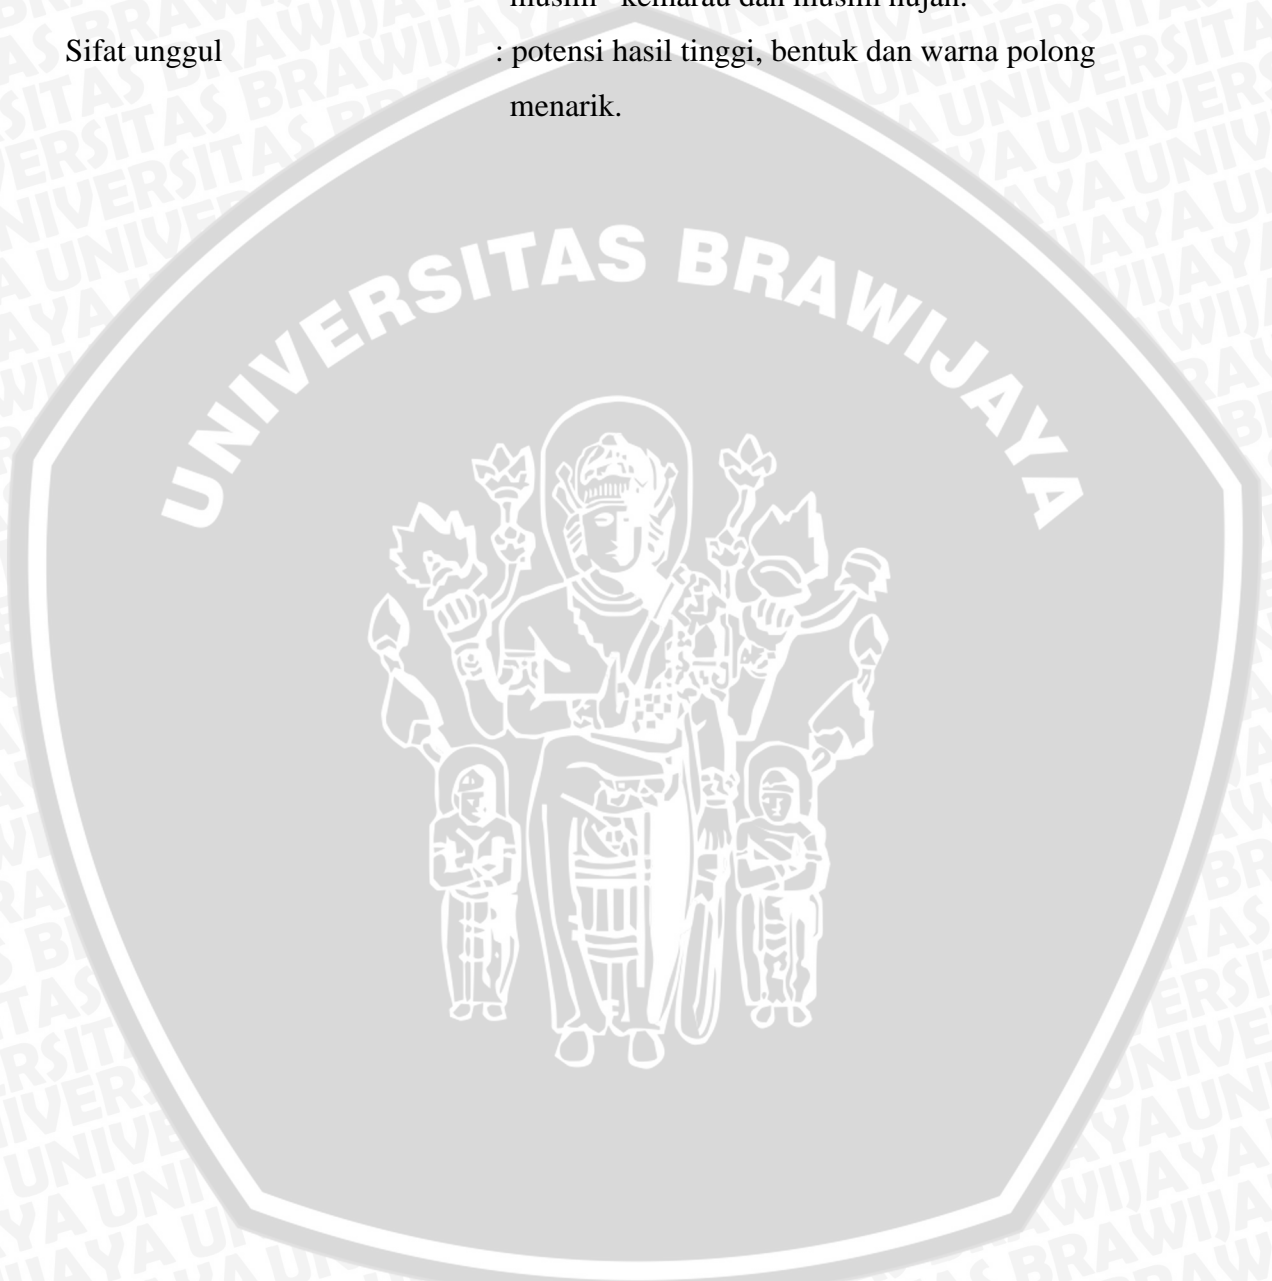 musim kemarau dan musim hujan.
Sifat unggul : potensi hasil tinggi, bentuk dan warna polong
menarik.
UNIVERSITAS BRAWIJAYA